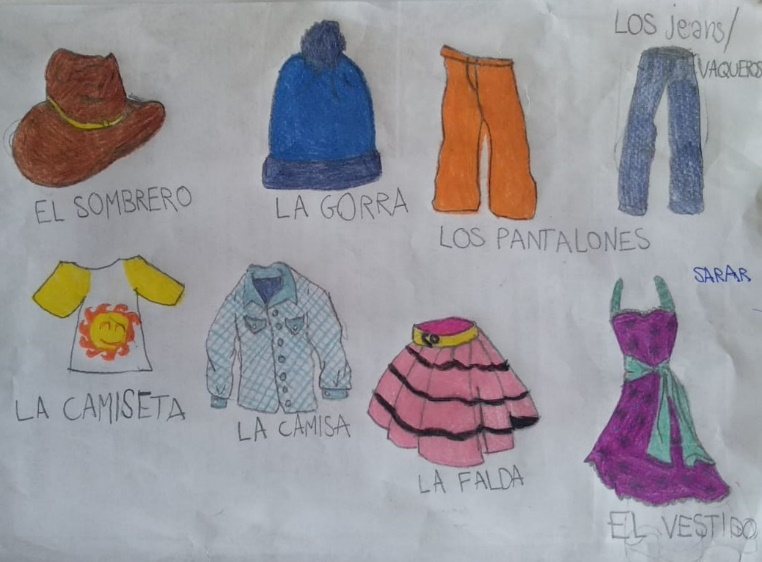 LOS jeans/
VAQUEROS
EL SOMBRERO
LA GORRA
LOS PANTALONES
SARAR
LA CAMISETA
LA CAMISA
LA FALDA
EL VESTIDO